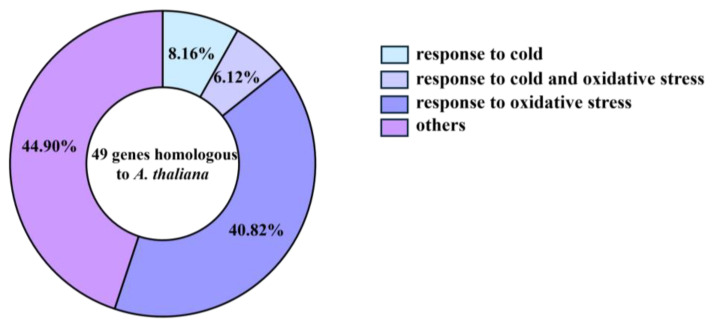 8.16%
6.12%
44.90%
49 genes homologous
to A. thaliana
40.82%
response to cold
response to cold and oxidative stress
response to oxidative stress
others